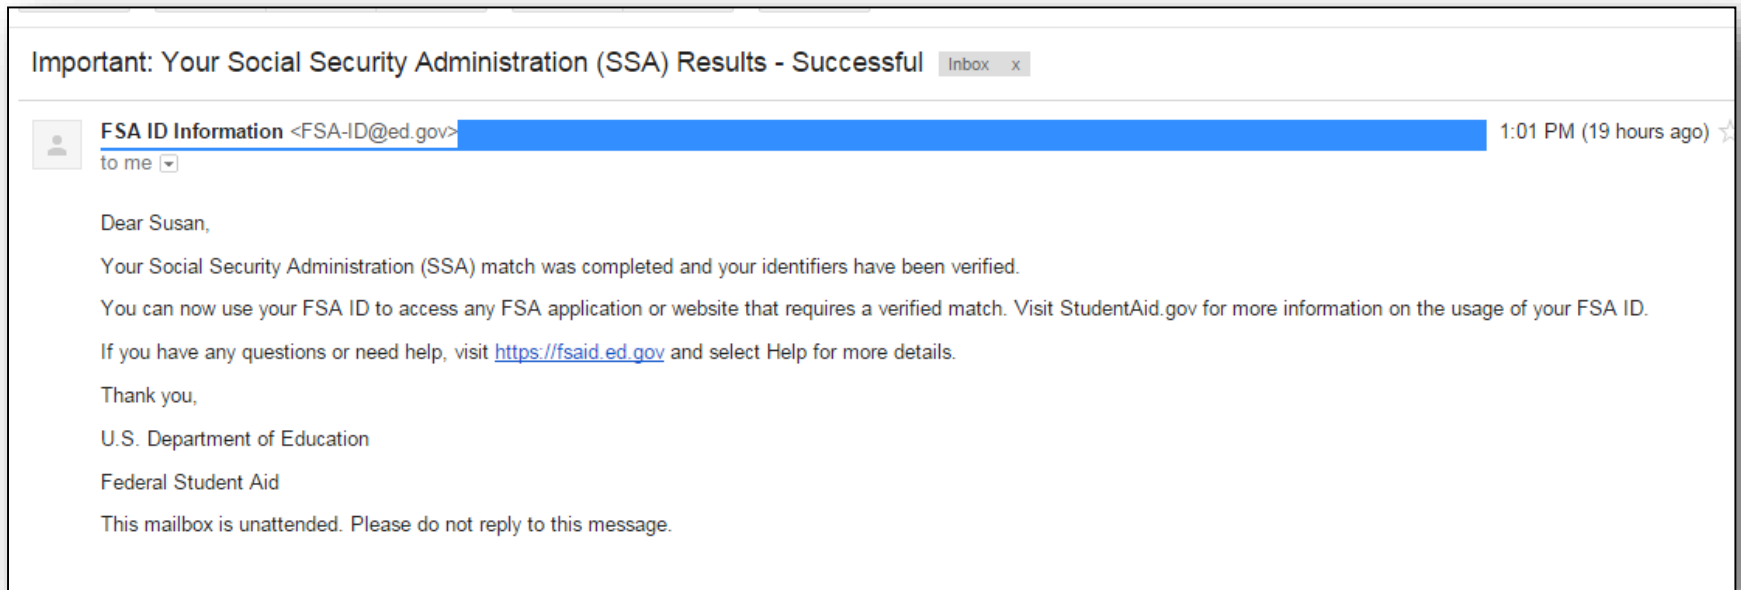 Important: Your Social Security Administration (SSA) Results - Successful Inbox x
FSA ID Information <FSA-ID@ed.gov> 1:01 PM (19 hours ago)
to me
Dear Susan,
Your Social Security Administration (SSA) match was completed and your identifiers have been verified.
You can now use your FSA ID to access any FSA application or website that requires a verified match. Visit StudentAid.gov for more information on the usage of your FSA ID.
If you have any questions or need help, visit https://fsaid.ed.gov and select Help for more details.
Thank you,
U.S. Department of Education
Federal Student Aid
This mailbox is unattended. Please do not reply to this message.